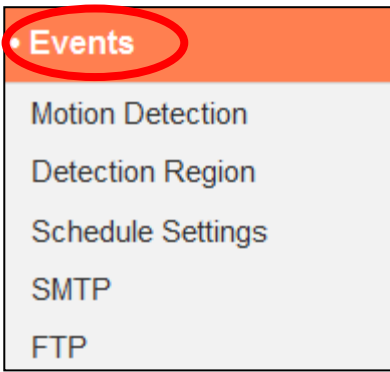 • Events
Motion Detection
Detection Region
Schedule Settings
SMTP
FTP